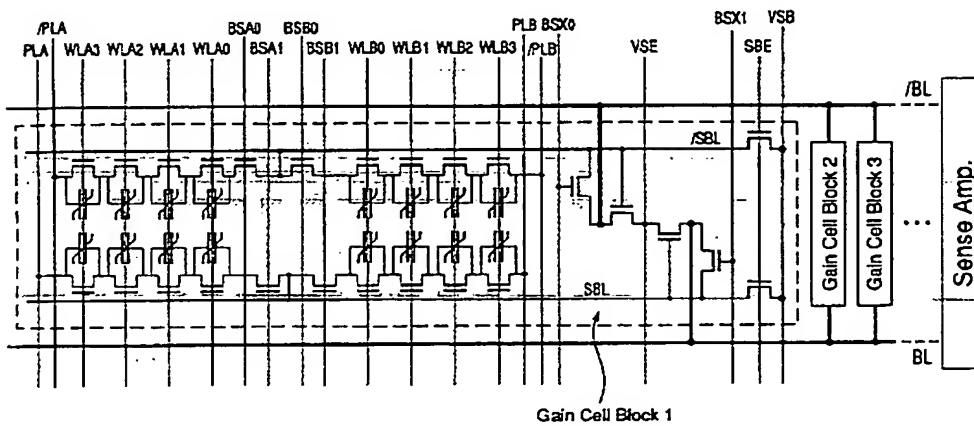 /PLA
BSA0
BSB0
PLB
BSX0
BSX1
VSB
PLA
WLA3
WLA2
WLA1
WLA0
BSA1
BSB1
WLB0
WLB1
WLB2
WLB3
/PLB
VSE
SBE
/BL
/SBL
SBL
Gain Cell Block 2
Gain Cell Block 3
...
Sense Amp.
BL
Gain Cell Block 1